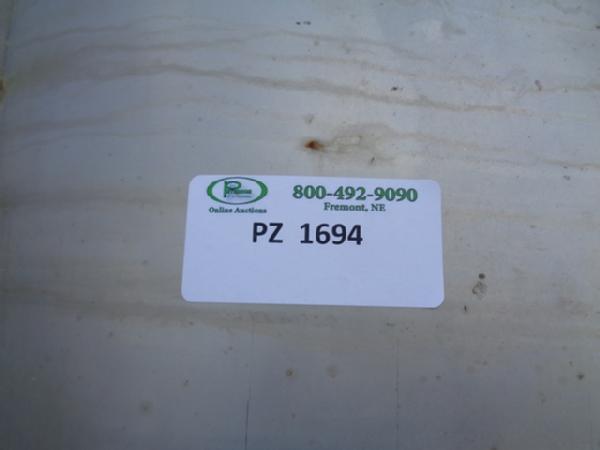 800-492-9090
Fremont, NE
Online Auctions
PZ 1694